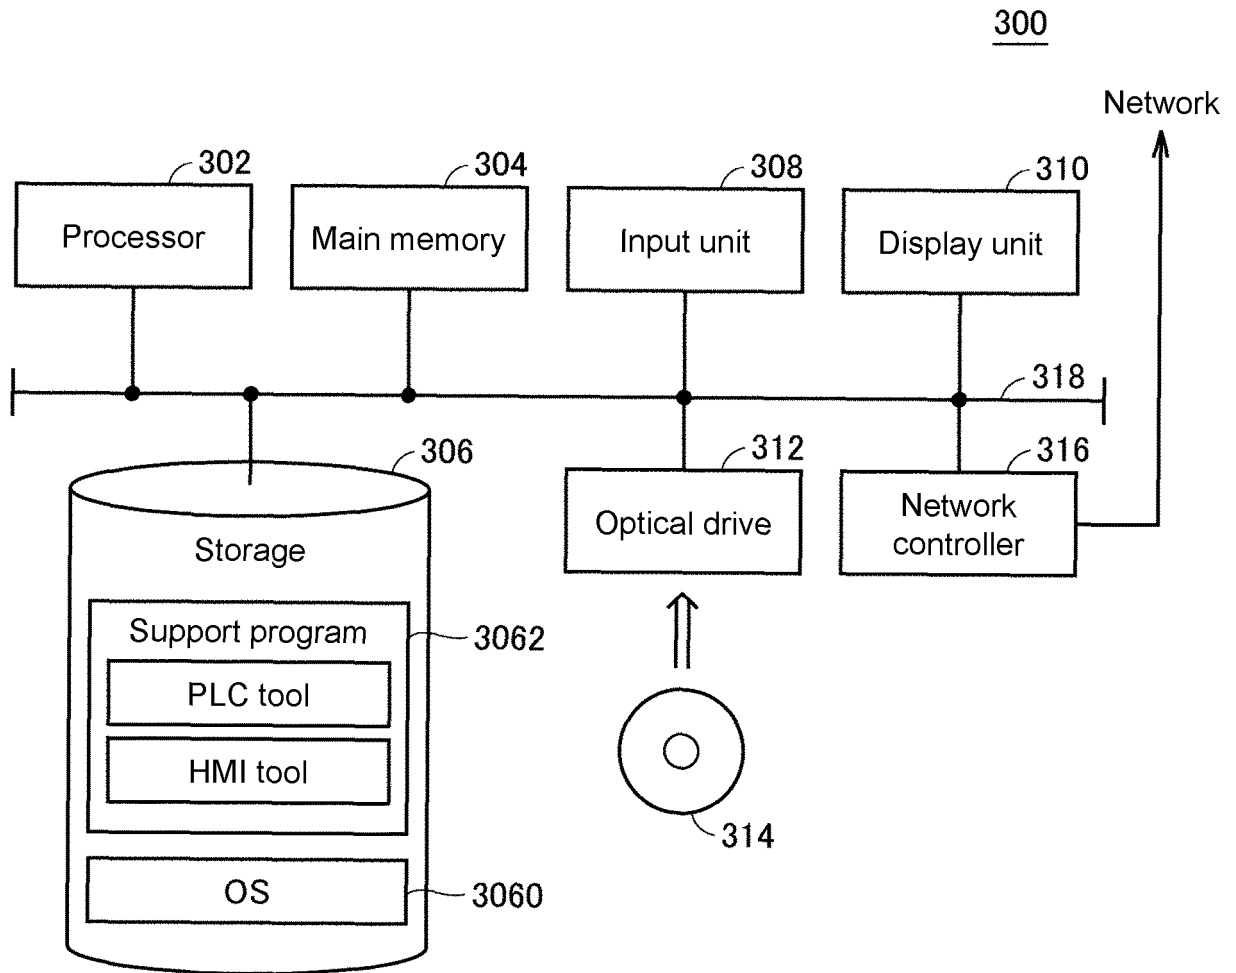 300
Network
302
304
308
310
Processor
Main memory
Input unit
Display unit
318
306
312
316
Storage
Optical drive
Network
controller
Support program
3062
PLC tool
HMI tool
314
OS
3060